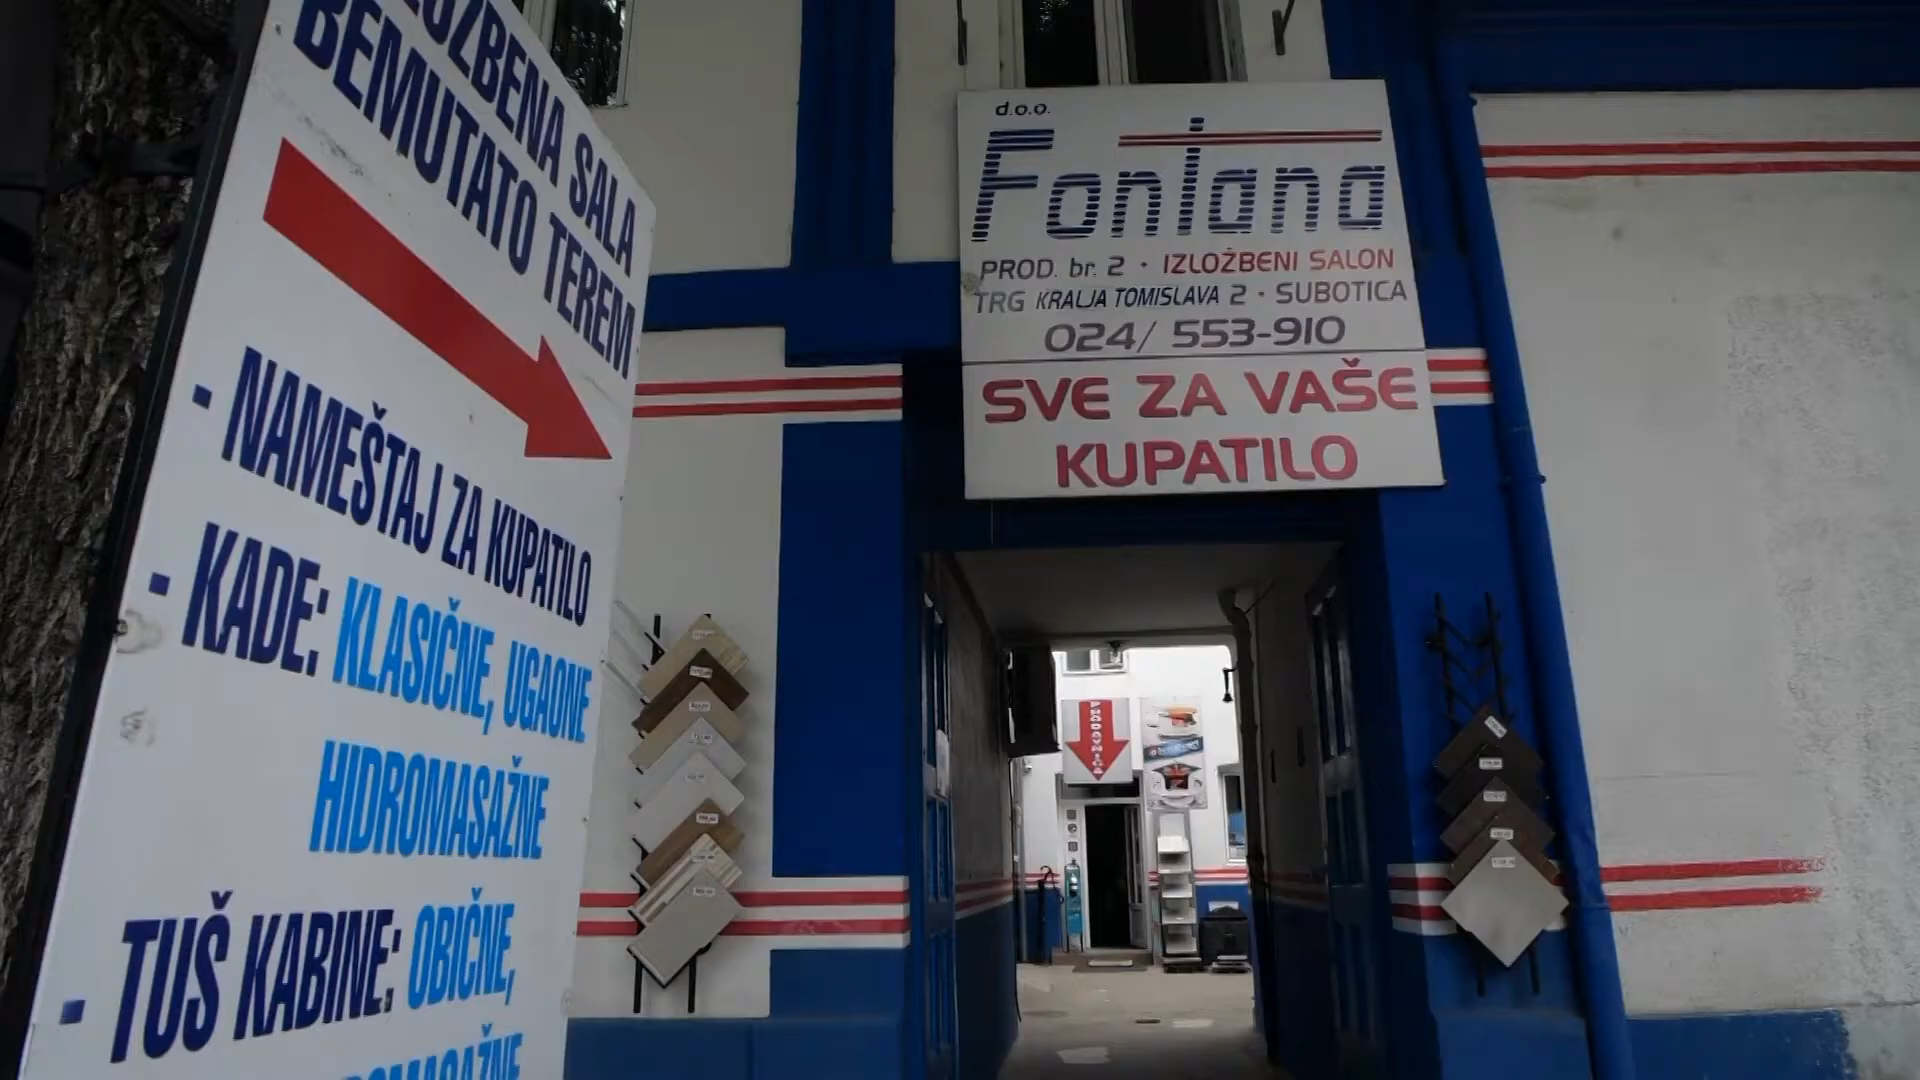 SALA
BEMUTATO TEREM
- NAMEŠTAJ ZA KUPATILO
- KADE: KLASIČNE, UGAONE
HIDROMASAŽNE
- TUŠ KABINE: OBIČNE,
d.o.o.
Fontana
PROD. br. 2 · IZLOŽBENI SALON
TRG KRALJA TOMISLAVA 2 · SUBOTICA
024/ 553-910
SVE ZA VAŠE
KUPATILO
PRODAVNICA